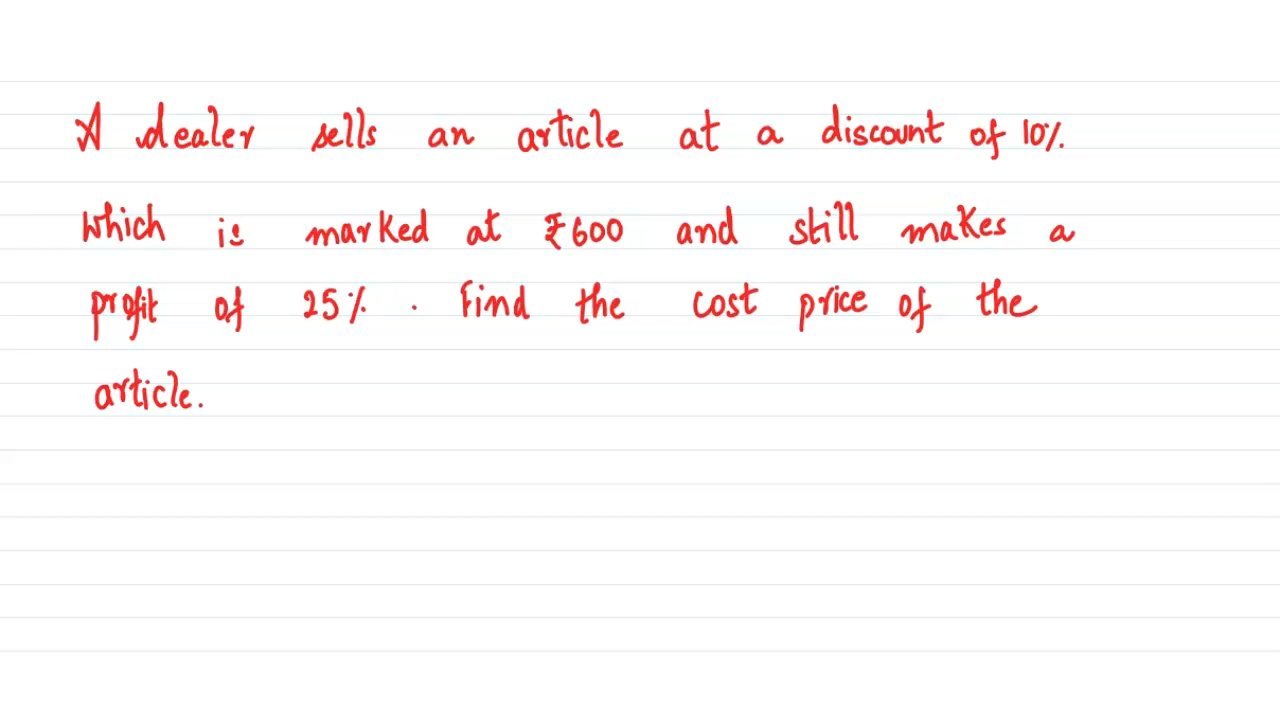 A dealer sells an article at a discount of 10%
which is marked at ₹600 and still makes a
profit of 25%. Find the cost price of the
article.